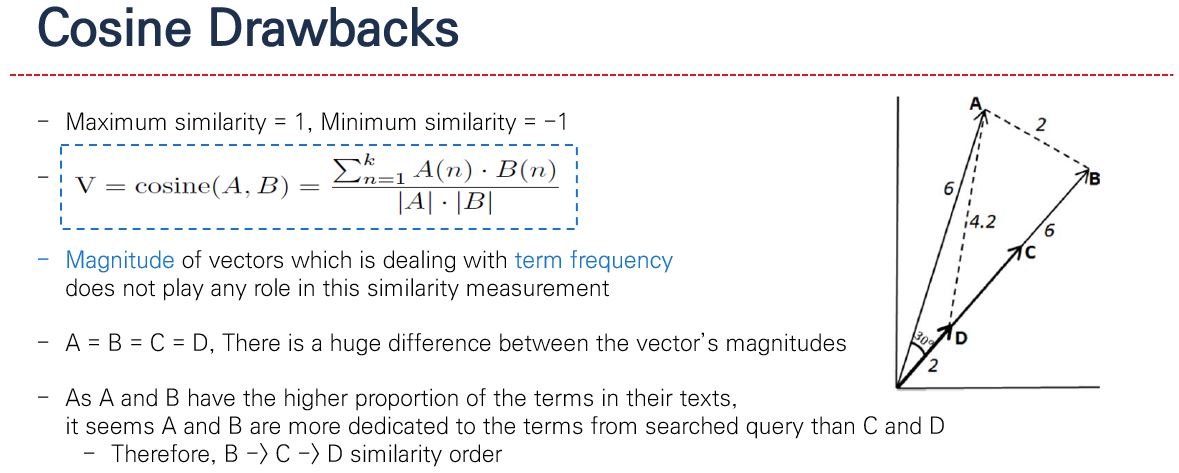 Cosine Drawbacks
- Maximum similarity = 1, Minimum similarity = -1
- V = cosine(A, B) = \frac{\sum_{n=1}^{k} A(n) \cdot B(n)}{|A| \cdot |B|}
- Magnitude of vectors which is dealing with term frequency
does not play any role in this similarity measurement
- A = B = C = D, There is a huge difference between the vector's magnitudes
- As A and B have the higher proportion of the terms in their texts,
it seems A and B are more dedicated to the terms from searched query than C and D
- Therefore, B -> C -> D similarity order
A
2
B
6
4.2
6
C
30°
D
2